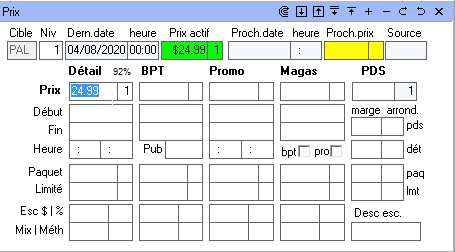 Prix
Cible Niv Dern.date heure Prix actif Proch.date heure Proch.prix Source
PAL 1 04/08/2020 00:00 $24.99 1 :
Détail 92% BPT Promo Magas PDS
Prix 24.99 1 1
Début marge arrond.
Fin pds
Heure : : Pub : : bpt pro dét
Paquet paq
Limité lmt
Esc $ | % Desc esc.
Mix | Méth